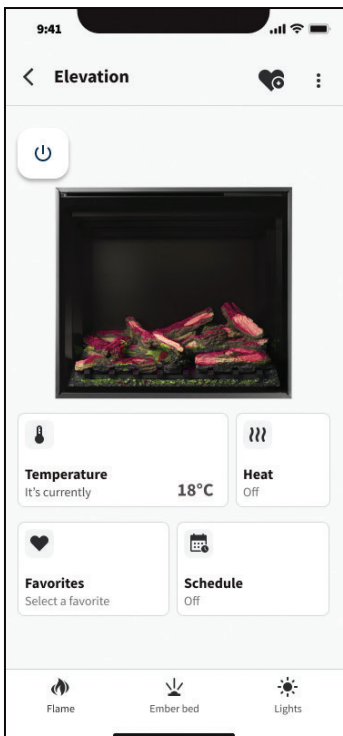 9:41
Elevation
Temperature
It's currently
18°C
Heat
Off
Favorites
Select a favorite
Schedule
Off
Flame
Ember bed
Lights